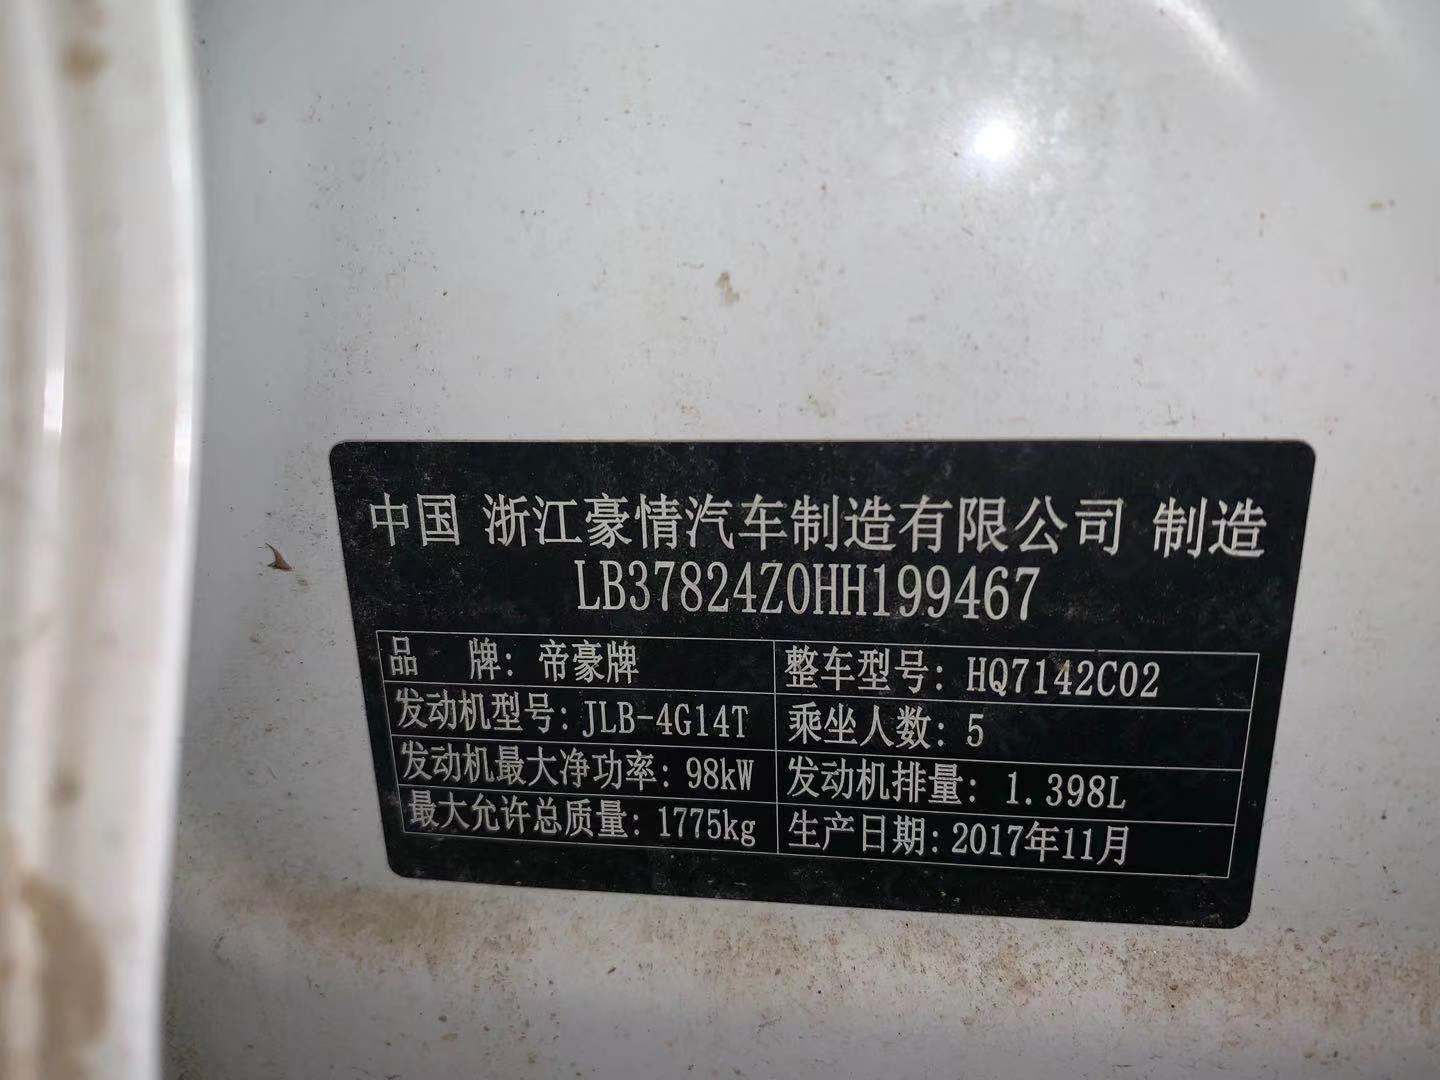 中国 浙江豪情汽车制造有限公司 制造
LB37824Z0HH199467
品 牌: 帝豪牌 整车型号: HQ7142C02
发动机型号: JLB-4G14T 乘坐人数: 5
发动机最大净功率: 98kW 发动机排量: 1.398L
最大允许总质量: 1775kg 生产日期: 2017年11月